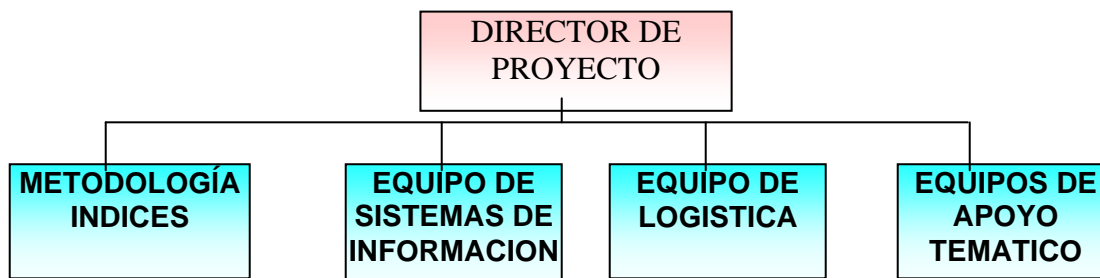 DIRECTOR DE
PROYECTO
METODOLOGÍA
INDICES
EQUIPO DE
SISTEMAS DE
INFORMACION
EQUIPO DE
LOGISTICA
EQUIPOS DE
APOYO
TEMATICO